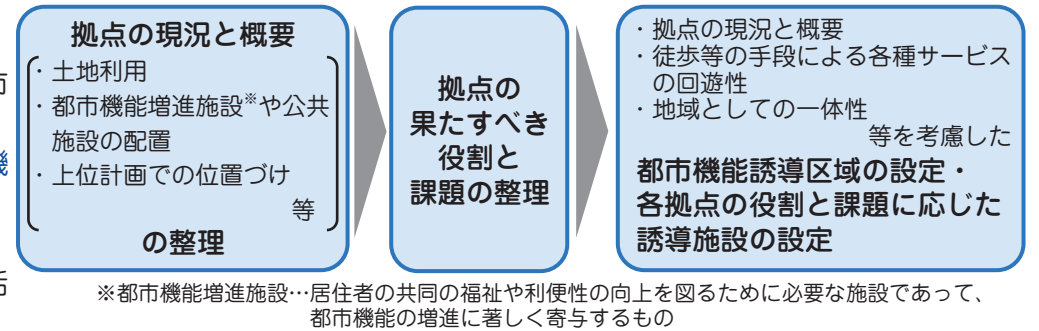 拠点の現況と概要
・土地利用
・都市機能増進施設※や公共
施設の配置
・上位計画での位置づけ
等
の整理
拠点の
果たすべき
役割と
課題の整理
・拠点の現況と概要
・徒歩等の手段による各種サービス
の回遊性
・地域としての一体性
等を考慮した
都市機能誘導区域の設定・
各拠点の役割と課題に応じた
誘導施設の設定
※都市機能増進施設…居住者の共同の福祉や利便性の向上を図るために必要な施設であって、
都市機能の増進に著しく寄与するもの